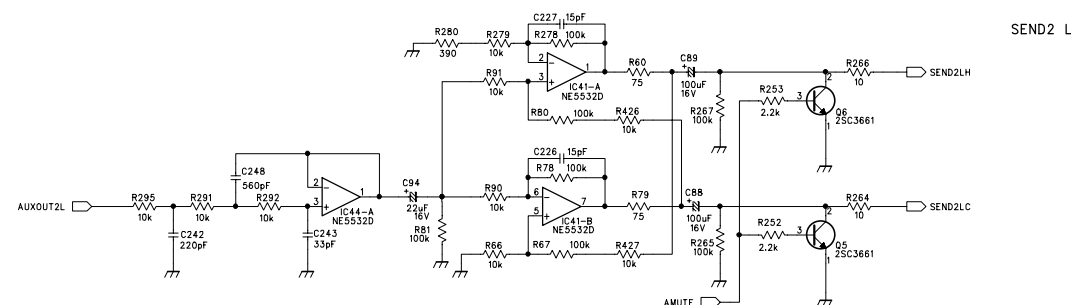 SEND2 L
C227 15pF
R280
390
R279
10k
R278 100k
2
3
1
IC41-A
NE5532D
R60
75
C89
100uF
16V
R266
10
SEND2LH
R91
10k
R80 100k
R426
10k
R267
100k
R253
2.2k
3
2
1
Q6
2SC3661
C248
560pF
AUXOUT2L
R295
10k
R291
10k
R292
10k
C242
220pF
C243
33pF
2
3
1
IC44-A
NE5532D
C94
22uF
16V
R81
100k
C226 15pF
R78 100k
R90
10k
6
5
7
IC41-B
NE5532D
R79
75
C88
100uF
16V
R264
10
SEND2LC
R66
10k
R67 100k
R427
10k
R265
100k
R252
2.2k
3
2
1
Q5
2SC3661
AMUTE